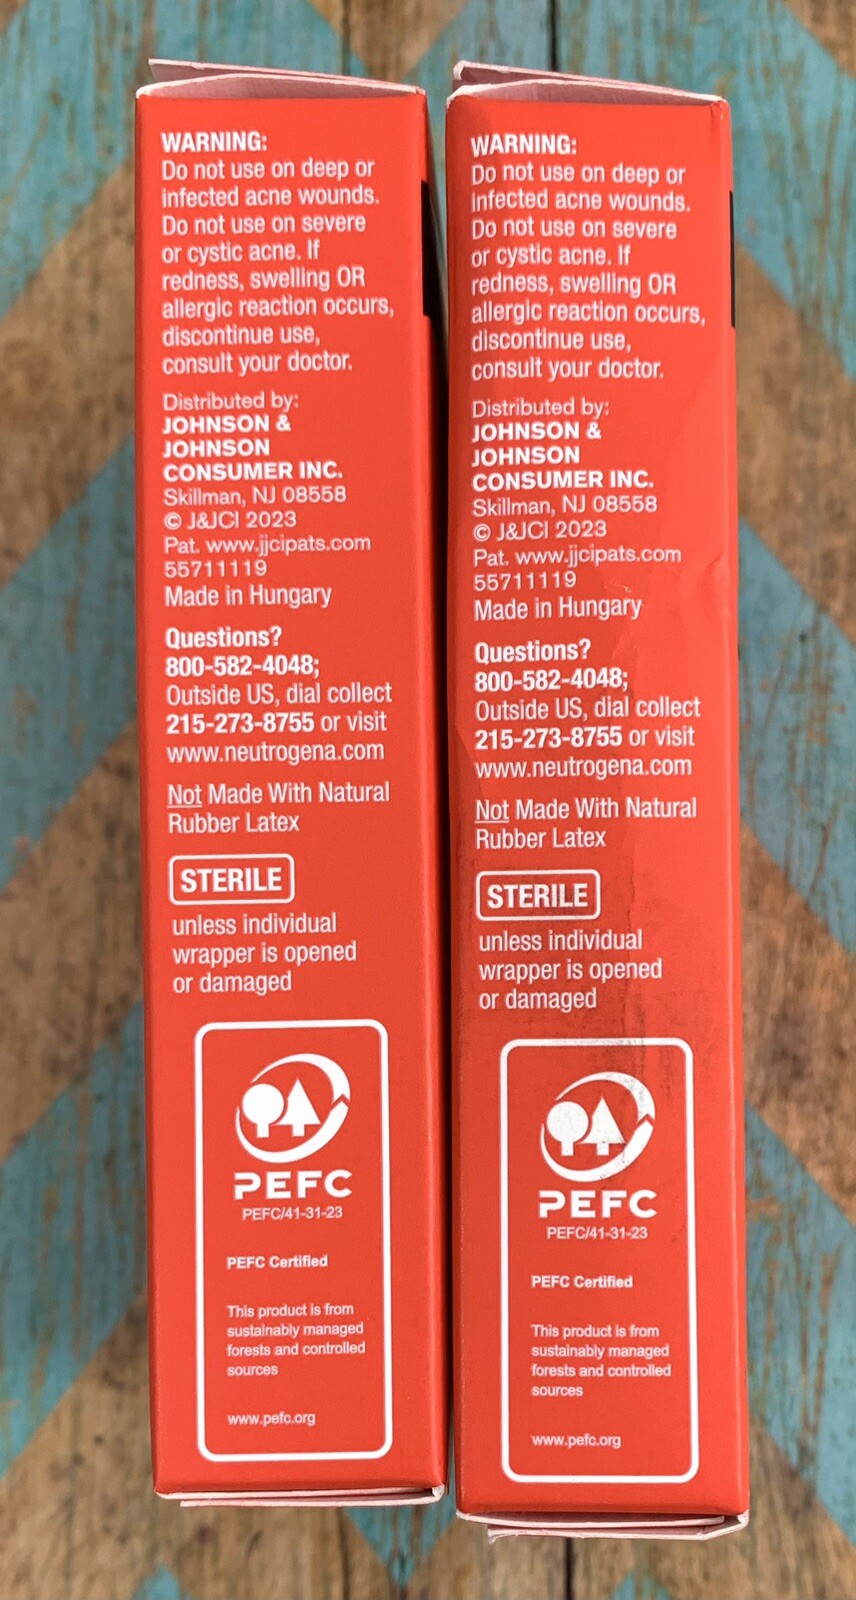 WARNING:
Do not use on deep or
infected acne wounds.
Do not use on severe
or cystic acne. If
redness, swelling OR
allergic reaction occurs,
discontinue use,
consult your doctor.
Distributed by:
JOHNSON &
JOHNSON
CONSUMER INC.
Skillman, NJ 08558
© J&JCI 2023
Pat. www.jjcipats.com
55711119
Made in Hungary
Questions?
800-582-4048;
Outside US, dial collect
215-273-8755 or visit
www.neutrogena.com
Not Made With Natural
Rubber Latex
STERILE
unless individual
wrapper is opened
or damaged
PEFC
PEFC/41-31-23
PEFC Certified
This product is from
sustainably managed
forests and controlled
sources
www.pefc.org
WARNING:
Do not use on deep or
infected acne wounds.
Do not use on severe
or cystic acne. If
redness, swelling OR
allergic reaction occurs,
discontinue use,
consult your doctor.
Distributed by:
JOHNSON &
JOHNSON
CONSUMER INC.
Skillman, NJ 08558
© J&JCI 2023
Pat. www.jjcipats.com
55711119
Made in Hungary
Questions?
800-582-4048;
Outside US, dial collect
215-273-8755 or visit
www.neutrogena.com
Not Made With Natural
Rubber Latex
STERILE
unless individual
wrapper is opened
or damaged
PEFC
PEFC/41-31-23
PEFC Certified
This product is from
sustainably managed
forests and controlled
sources
www.pefc.org